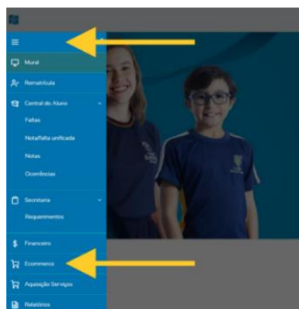 Mural
Rematrícula
Central do Aluno
Faltas
Nota/falta unificada
Notas
Ocorrências
Secretaria
Requerimentos
Financeiro
Ecommerce
Aquisição Serviços
Relatórios